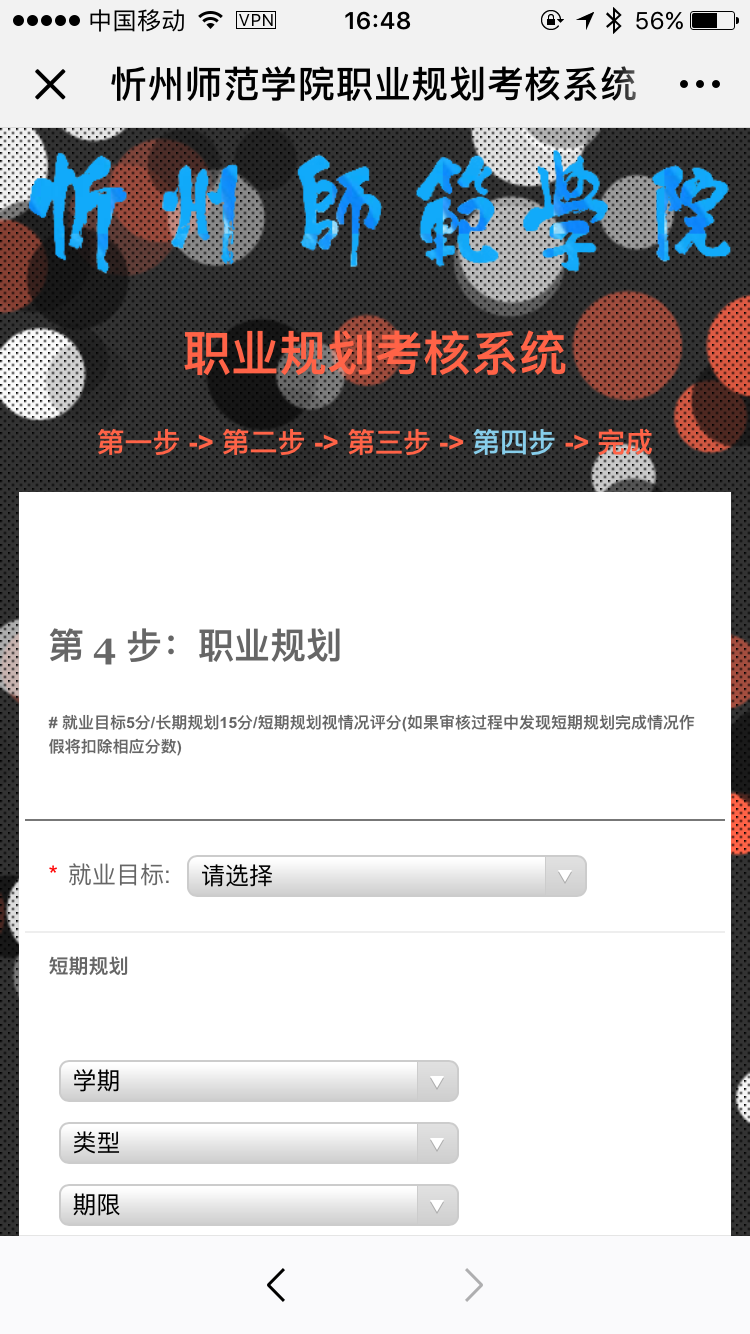 中国移动 VPN 16:48 56%
忻州师范学院职业规划考核系统
忻州師範學院
职业规划考核系统
第一步 -> 第二步 -> 第三步 -> 第四步 -> 完成
第 4 步：职业规划
# 就业目标5分/长期规划15分/短期规划视情况评分(如果审核过程中发现短期规划完成情况作
假将扣除相应分数)
* 就业目标: 请选择
短期规划
学期
类型
期限